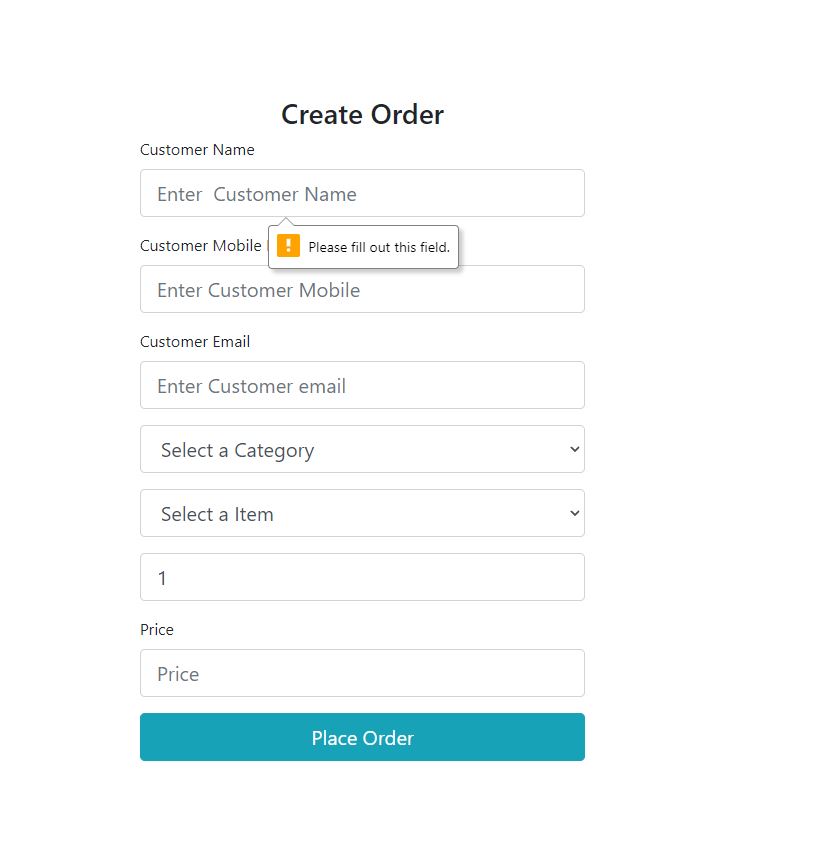 Create Order
Customer Name
Enter  Customer Name
Please fill out this field.
Customer Mobile
Enter Customer Mobile
Customer Email
Enter Customer email
Select a Category
Select a Item
1
Price
Price
Place Order